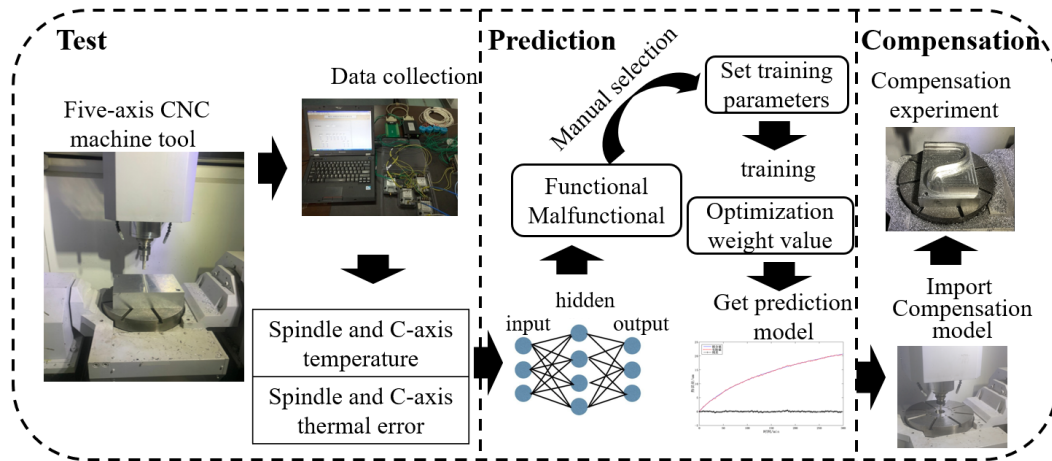 Test
Five-axis CNC
machine tool
Data collection
Spindle and C-axis
temperature
Spindle and C-axis
thermal error
Prediction
input
hidden
output
Functional
Malfunctional
Manual selection
Set training
parameters
training
Optimization
weight value
Get prediction
model
Compensation
Compensation
experiment
Import
Compensation
model